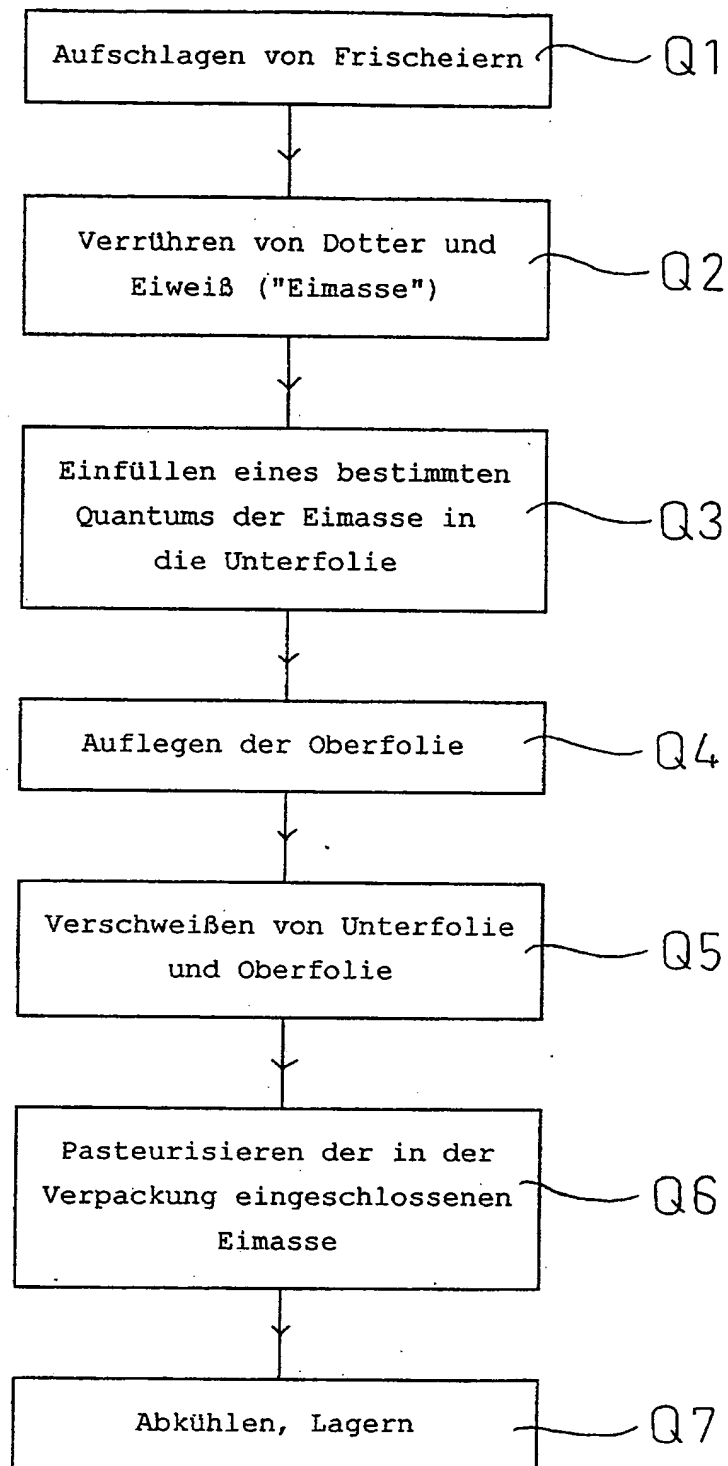 Aufschlagen von Frischeiern
Q1
Verrühren von Dotter und
Eiweiß ("Eimasse")
Q2
Einfüllen eines bestimmten
Quantums der Eimasse in
die Unterfolie
Q3
Auflegen der Oberfolie
Q4
Verschweißen von Unterfolie
und Oberfolie
Q5
Pasteurisieren der in der
Verpackung eingeschlossenen
Eimasse
Q6
Abkühlen, Lagern
Q7